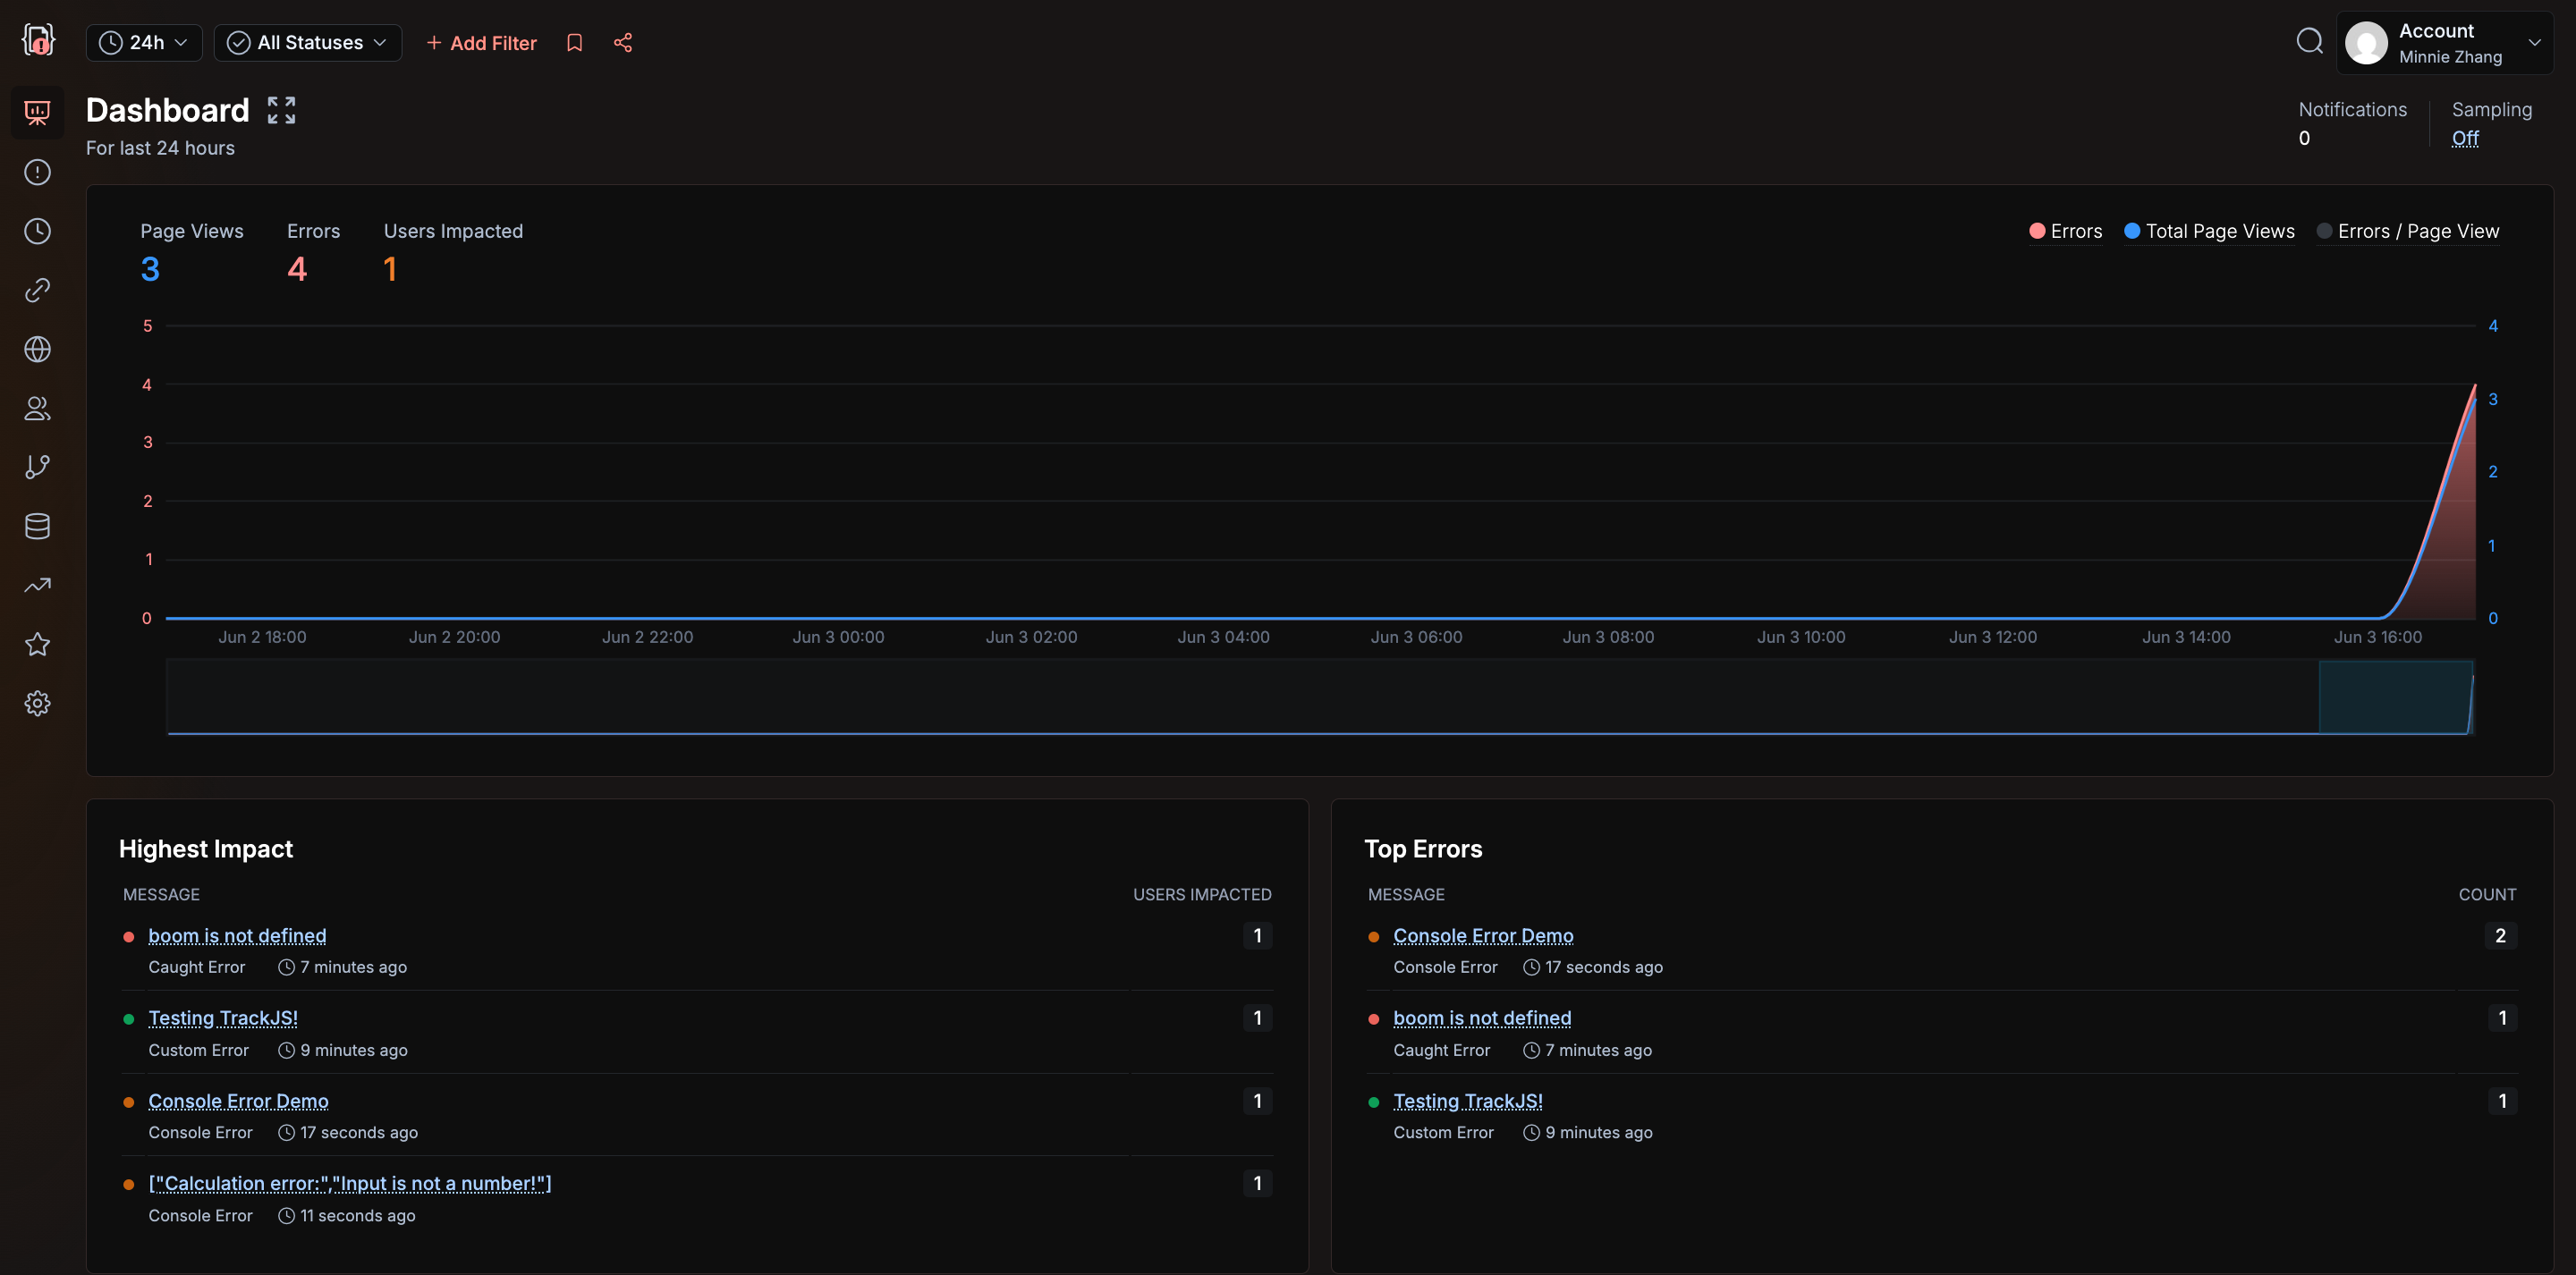 24h
All Statuses
+ Add Filter
Account
Minnie Zhang
Dashboard
For last 24 hours
Notifications
0
Sampling
Off
Page Views
3
Errors
4
Users Impacted
1
Errors
Total Page Views
Errors / Page View
5
4
3
2
1
0
4
3
2
1
0
Jun 2 18:00
Jun 2 20:00
Jun 2 22:00
Jun 3 00:00
Jun 3 02:00
Jun 3 04:00
Jun 3 06:00
Jun 3 08:00
Jun 3 10:00
Jun 3 12:00
Jun 3 14:00
Jun 3 16:00
Highest Impact
MESSAGE USERS IMPACTED
boom is not defined 1
Caught Error 7 minutes ago
Testing TrackJS! 1
Custom Error 9 minutes ago
Console Error Demo 1
Console Error 17 seconds ago
["Calculation error:","Input is not a number!"] 1
Console Error 11 seconds ago
Top Errors
MESSAGE COUNT
Console Error Demo 2
Console Error 17 seconds ago
boom is not defined 1
Caught Error 7 minutes ago
Testing TrackJS! 1
Custom Error 9 minutes ago